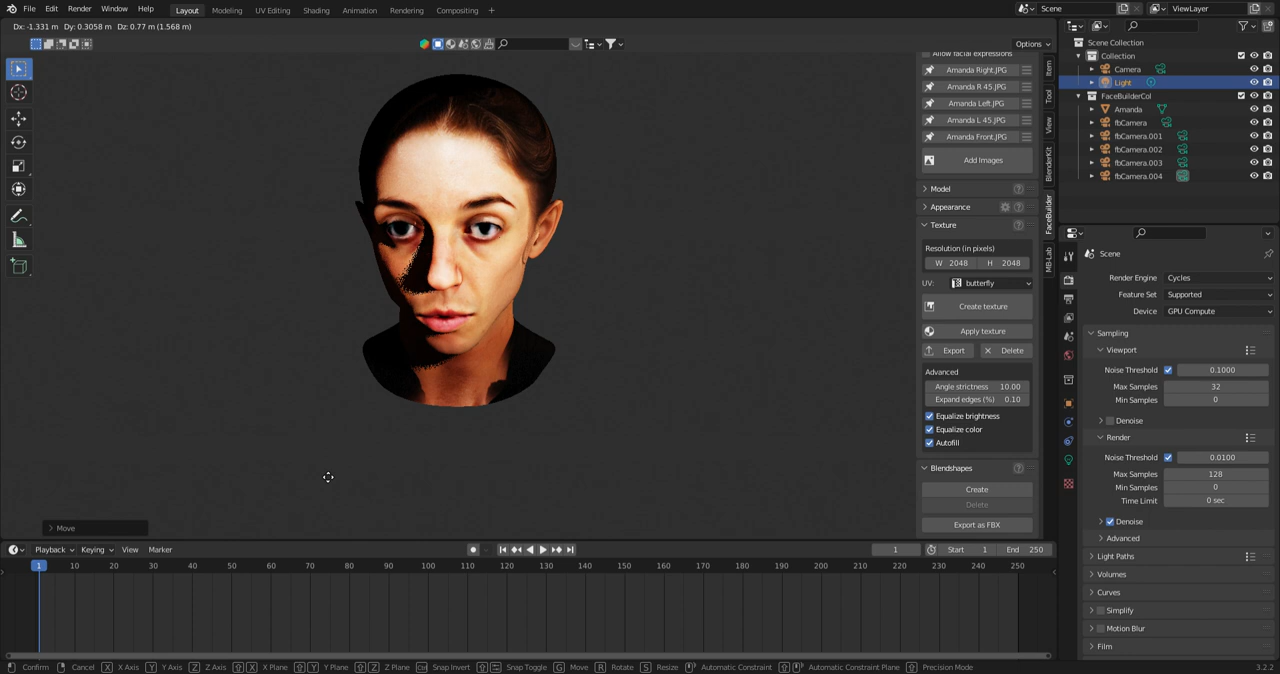 File Edit Render Window Help Layout Modeling UV Editing Shading Animation Rendering Compositing + Scene ViewLayer
Dx: -1.331 m Dy: 0.3058 m Dz: 0.77 m (1.568 m)
Options
Allow facial expressions
Amanda Right.JPG
Amanda R 45.JPG
Amanda Left.JPG
Amanda L 45.JPG
Amanda Front.JPG
Add Images
Model
Appearance
Texture
Resolution (in pixels)
W 2048 H 2048
UV: butterfly
Create texture
Apply texture
Export Delete
Advanced
Angle strictness 10.00
Expand edges (%) 0.10
Equalize brightness
Equalize color
Autofill
Blendshapes
Create
Delete
Export as FBX
Item
Tool
View
BlenderKit
FaceBuilder
MB-Lab
Scene Collection
Collection
Camera
Light
FaceBuilderCol
Amanda
fbCamera
fbCamera.001
fbCamera.002
fbCamera.003
fbCamera.004
Scene
Render Engine Cycles
Feature Set Supported
Device GPU Compute
Sampling
Viewport
Noise Threshold 0.1000
Max Samples 32
Min Samples 0
Denoise
Render
Noise Threshold 0.0100
Max Samples 128
Min Samples 0
Time Limit 0 sec
Denoise
Advanced
Light Paths
Volumes
Curves
Simplify
Motion Blur
Film
Move
Playback Keying View Marker 1 Start 1 End 250
1 10 20 30 40 50 60 70 80 90 100 110 120 130 140 150 160 170 180 190 200 210 220 230 240 250
Confirm Cancel X X Axis Y Y Axis Z Z Axis X X Plane Y Y Plane Z Z Plane Ctrl Snap Invert Snap Toggle G Move R Rotate S Resize Automatic Constraint Automatic Constraint Plane Precision Mode 3.2.2